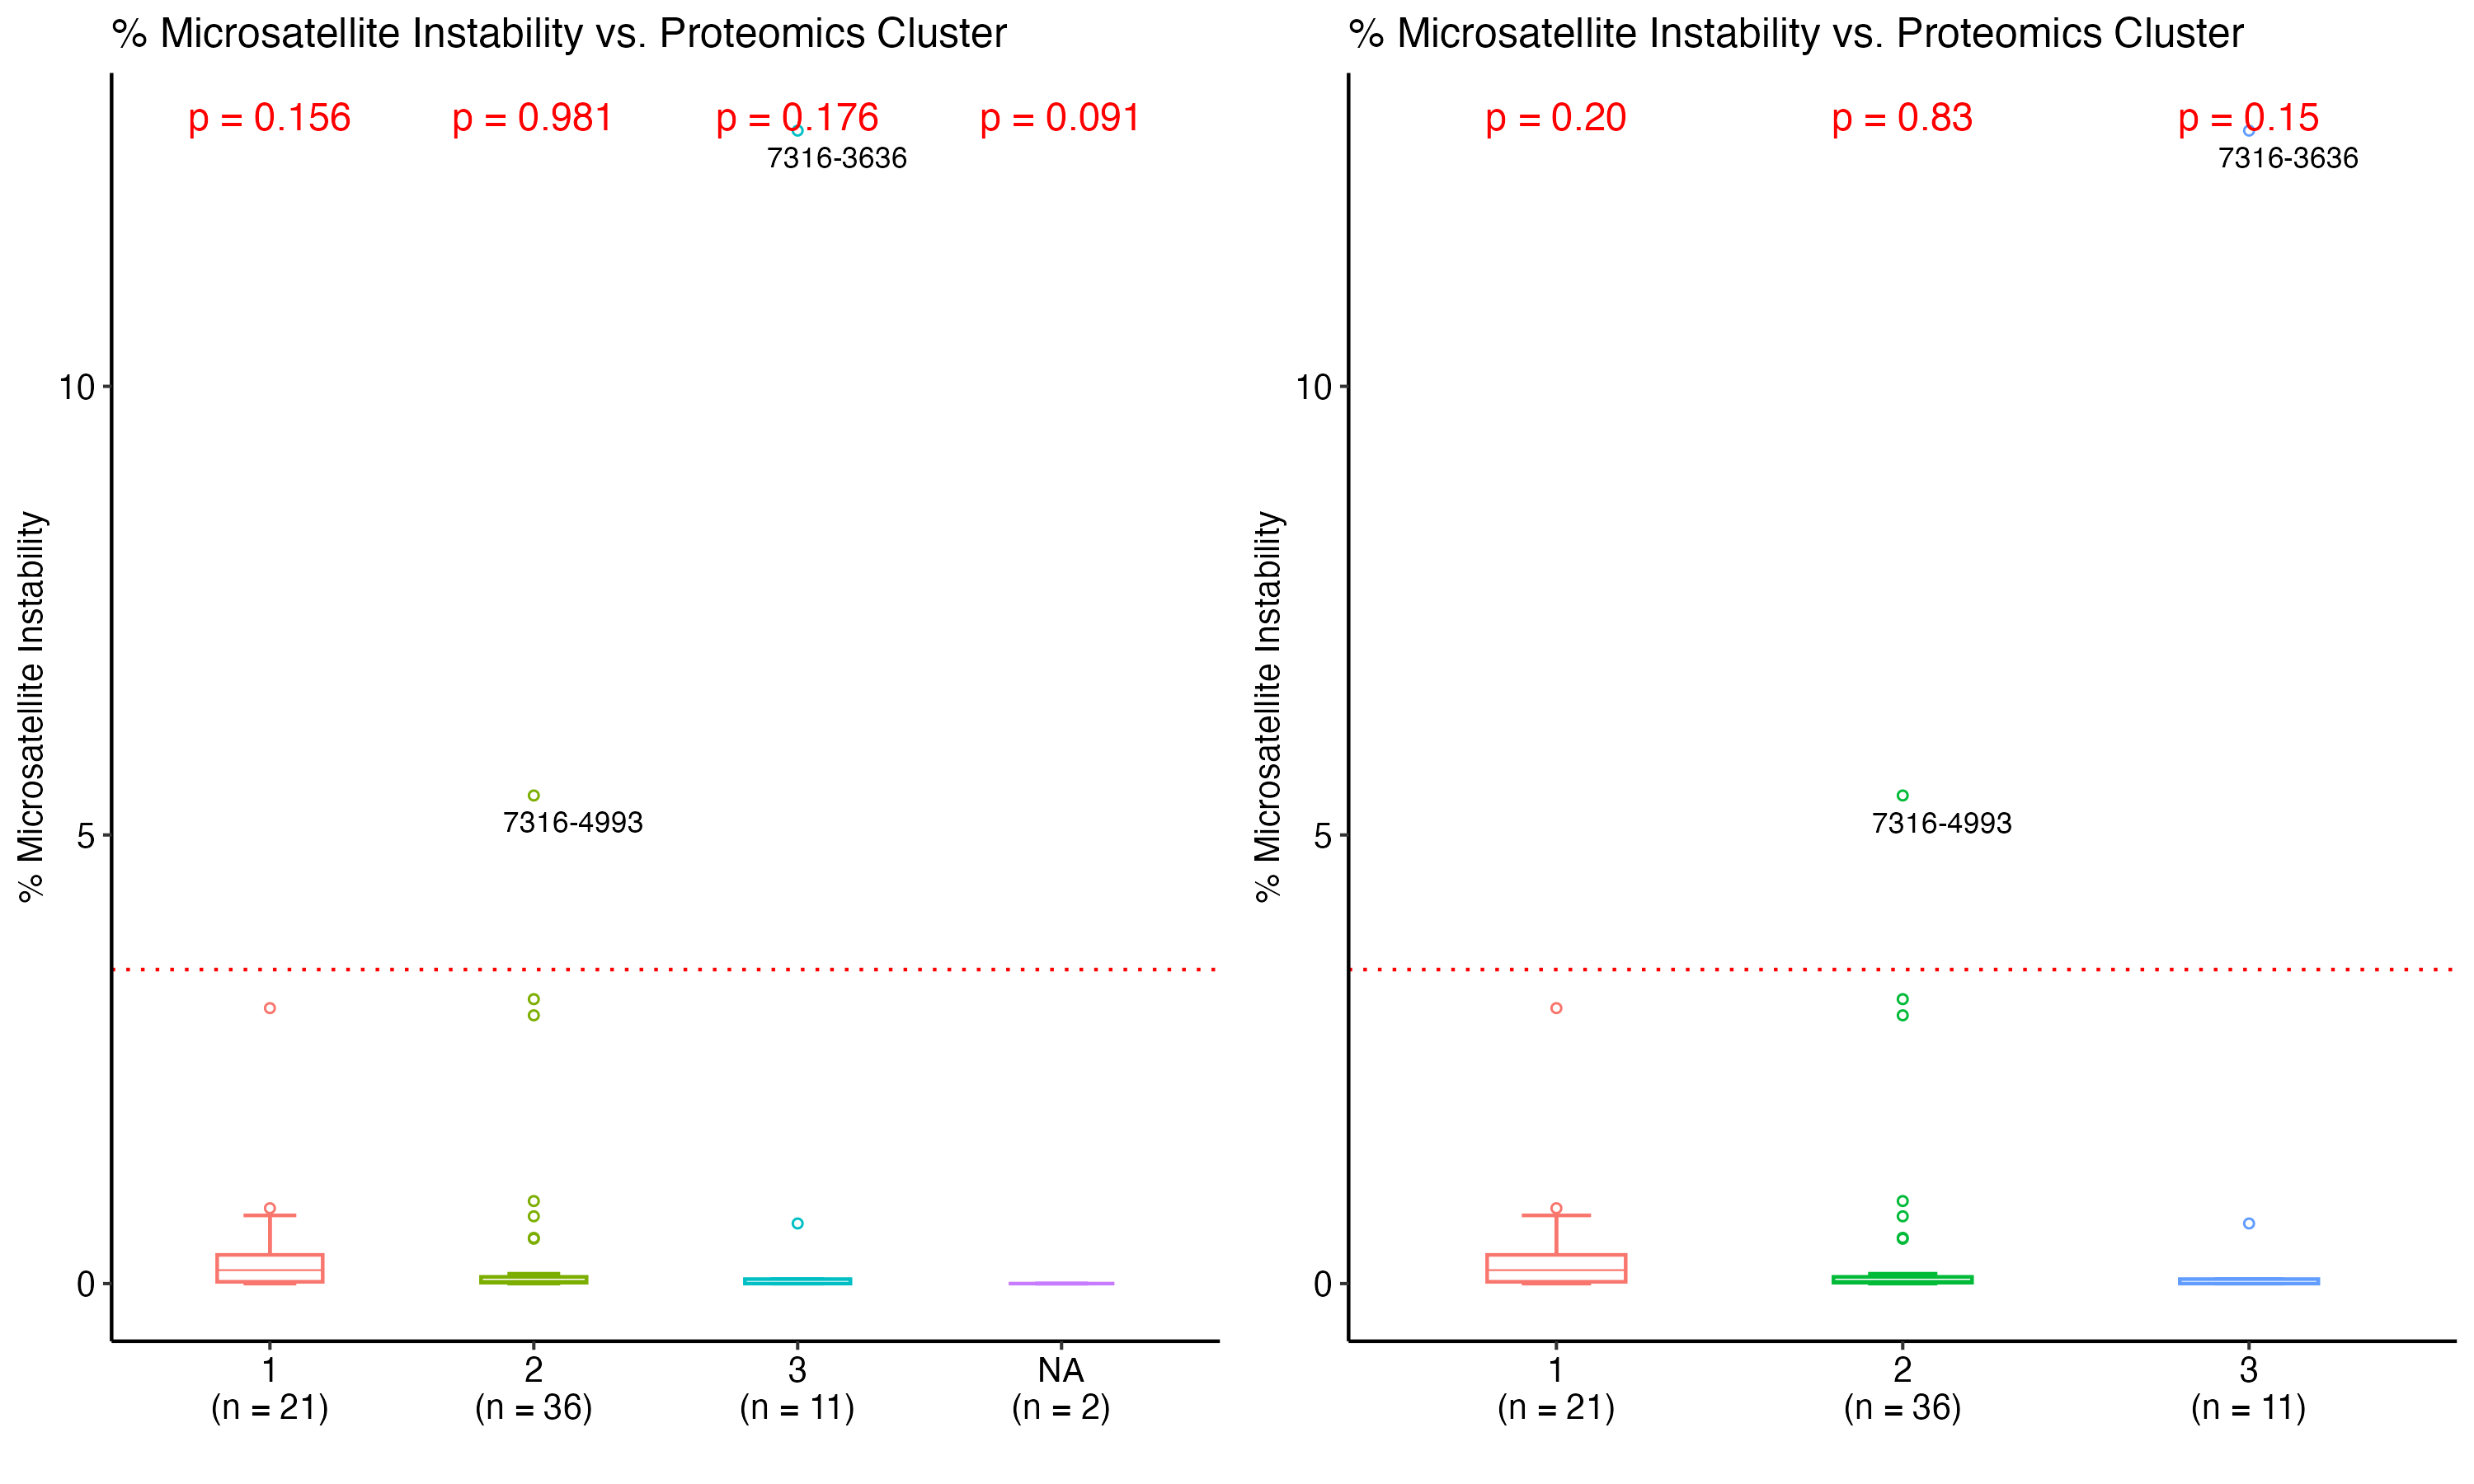 % Microsatellite Instability vs. Proteomics Cluster
p = 0.156
p = 0.981
p = 0.176
p = 0.091
7316-3636
10
% Microsatellite Instability
7316-4993
5
0
1
(n = 21)
2
(n = 36)
3
(n = 11)
NA
(n = 2)
% Microsatellite Instability vs. Proteomics Cluster
p = 0.20
p = 0.83
p = 0.15
7316-3636
10
% Microsatellite Instability
7316-4993
5
0
1
(n = 21)
2
(n = 36)
3
(n = 11)